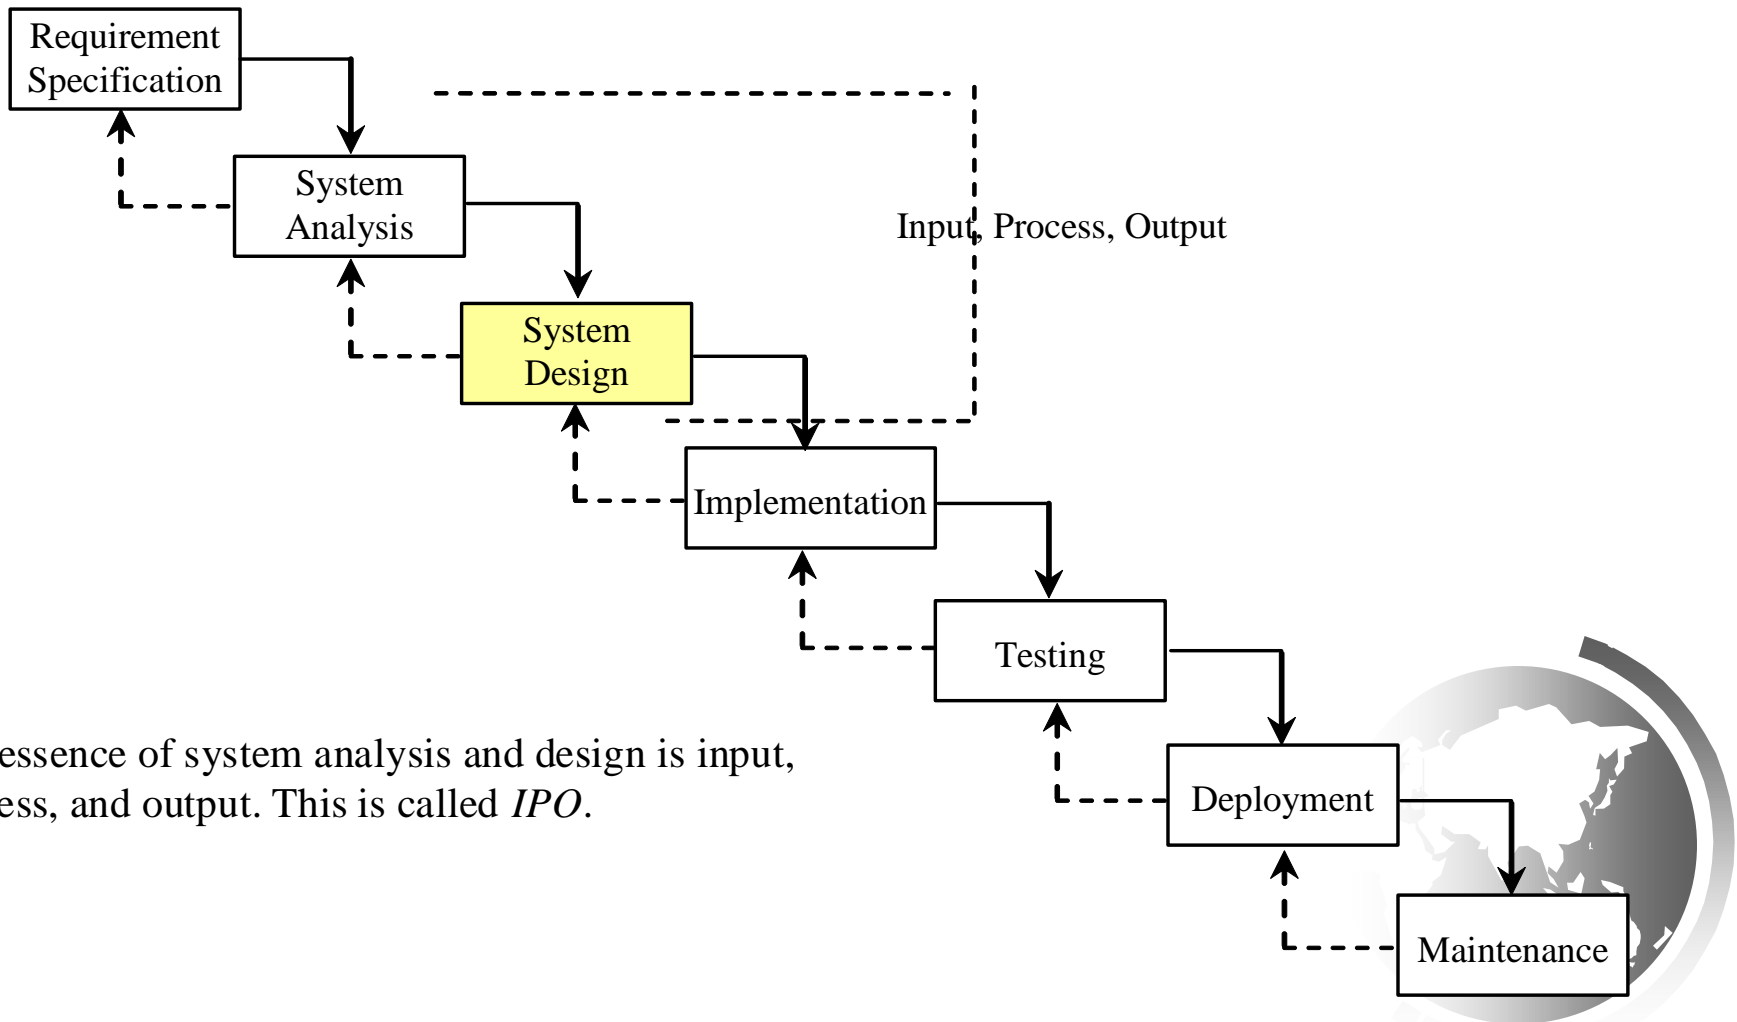 Requirement
Specification
System
Analysis
Input, Process, Output
System
Design
Implementation
Testing
essence of system analysis and design is input,
ess, and output. This is called IPO.
Deployment
Maintenance